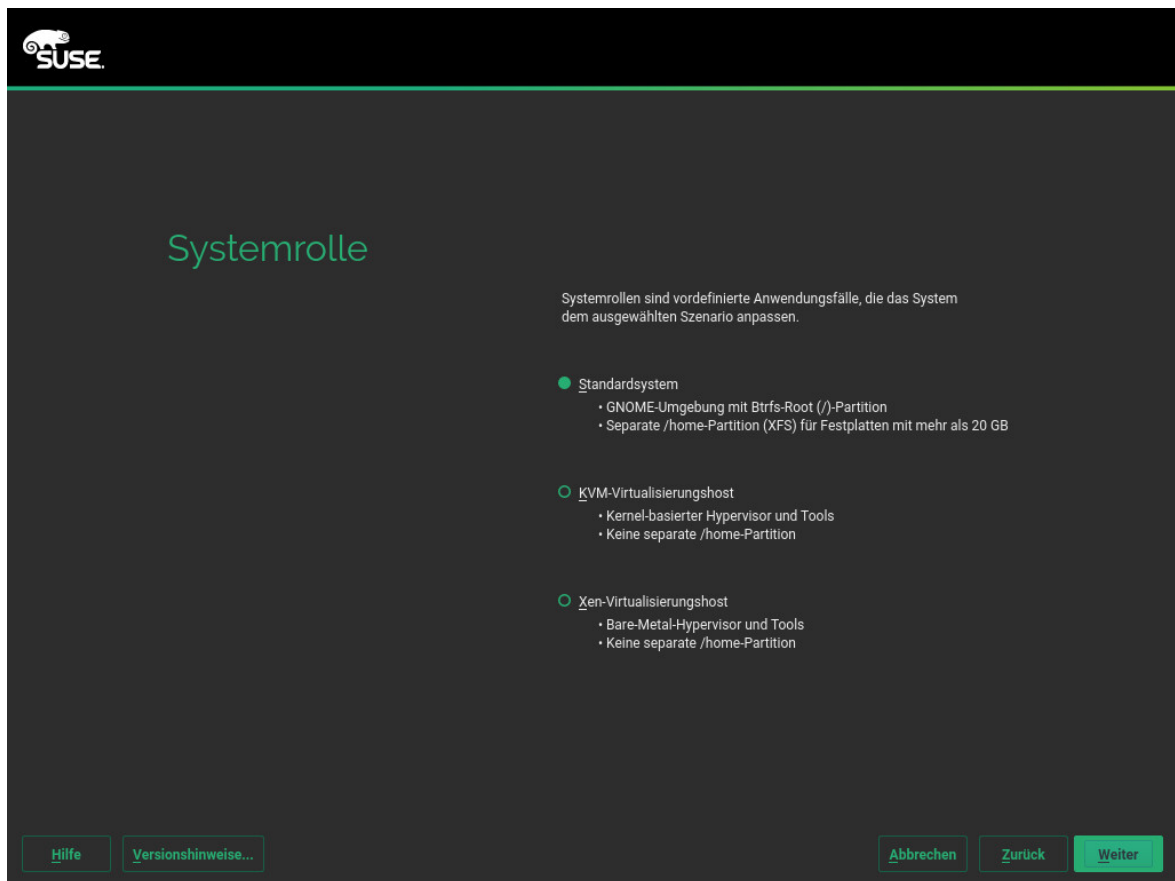 SUSE.
Systemrolle
Systemrollen sind vordefinierte Anwendungsfälle, die das System
dem ausgewählten Szenario anpassen.
Standardsystem
• GNOME-Umgebung mit Btrfs-Root (/)-Partition
• Separate /home-Partition (XFS) für Festplatten mit mehr als 20 GB
KVM-Virtualisierungshost
• Kernel-basierter Hypervisor und Tools
• Keine separate /home-Partition
Xen-Virtualisierungshost
• Bare-Metal-Hypervisor und Tools
• Keine separate /home-Partition
Hilfe Versionshinweise... Abbrechen Zurück Weiter